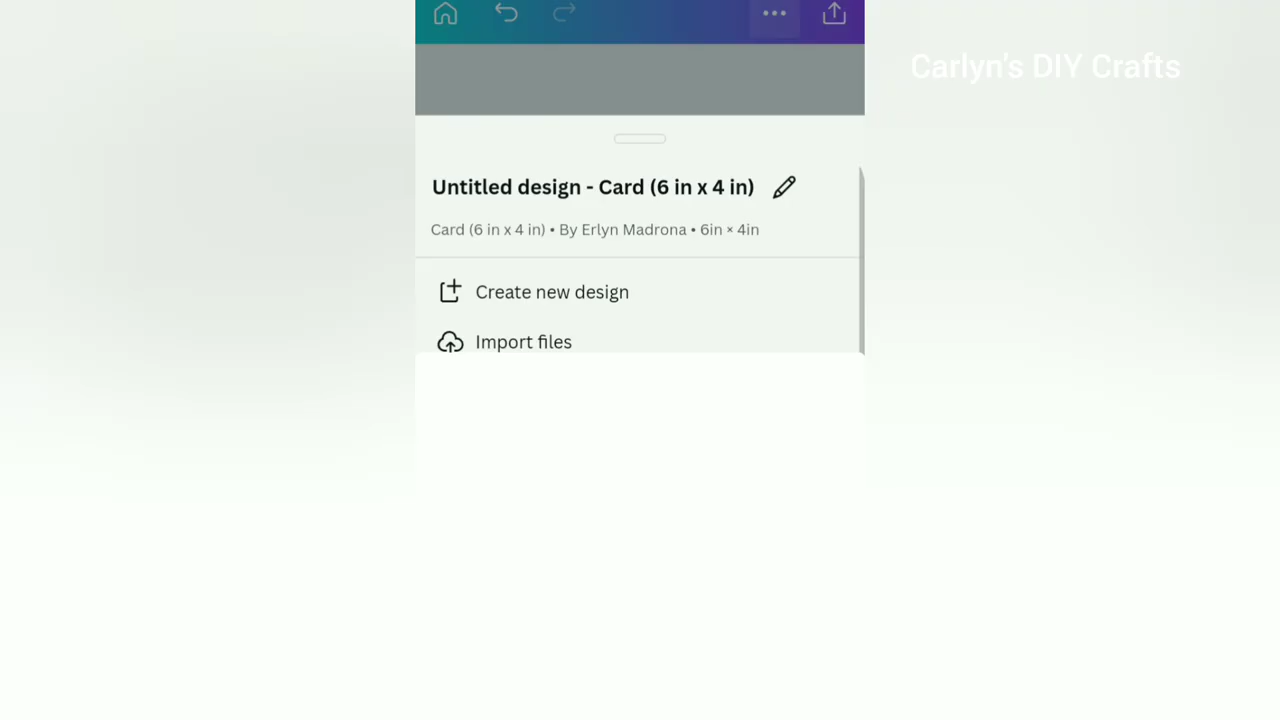 Carlyn's DIY Crafts
Untitled design - Card (6 in x 4 in)
Card (6 in x 4 in) • By Erlyn Madrona • 6in × 4in
Create new design
Import files